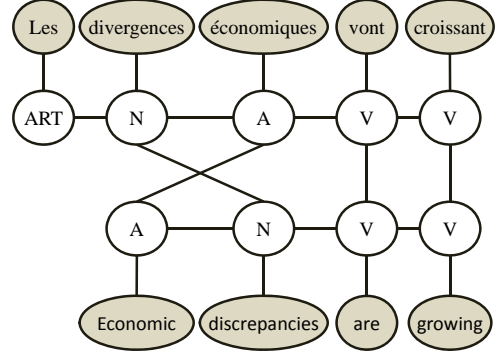 Les divergences économiques vont croissant
ART N A V V
A N V V
Economic discrepancies are growing